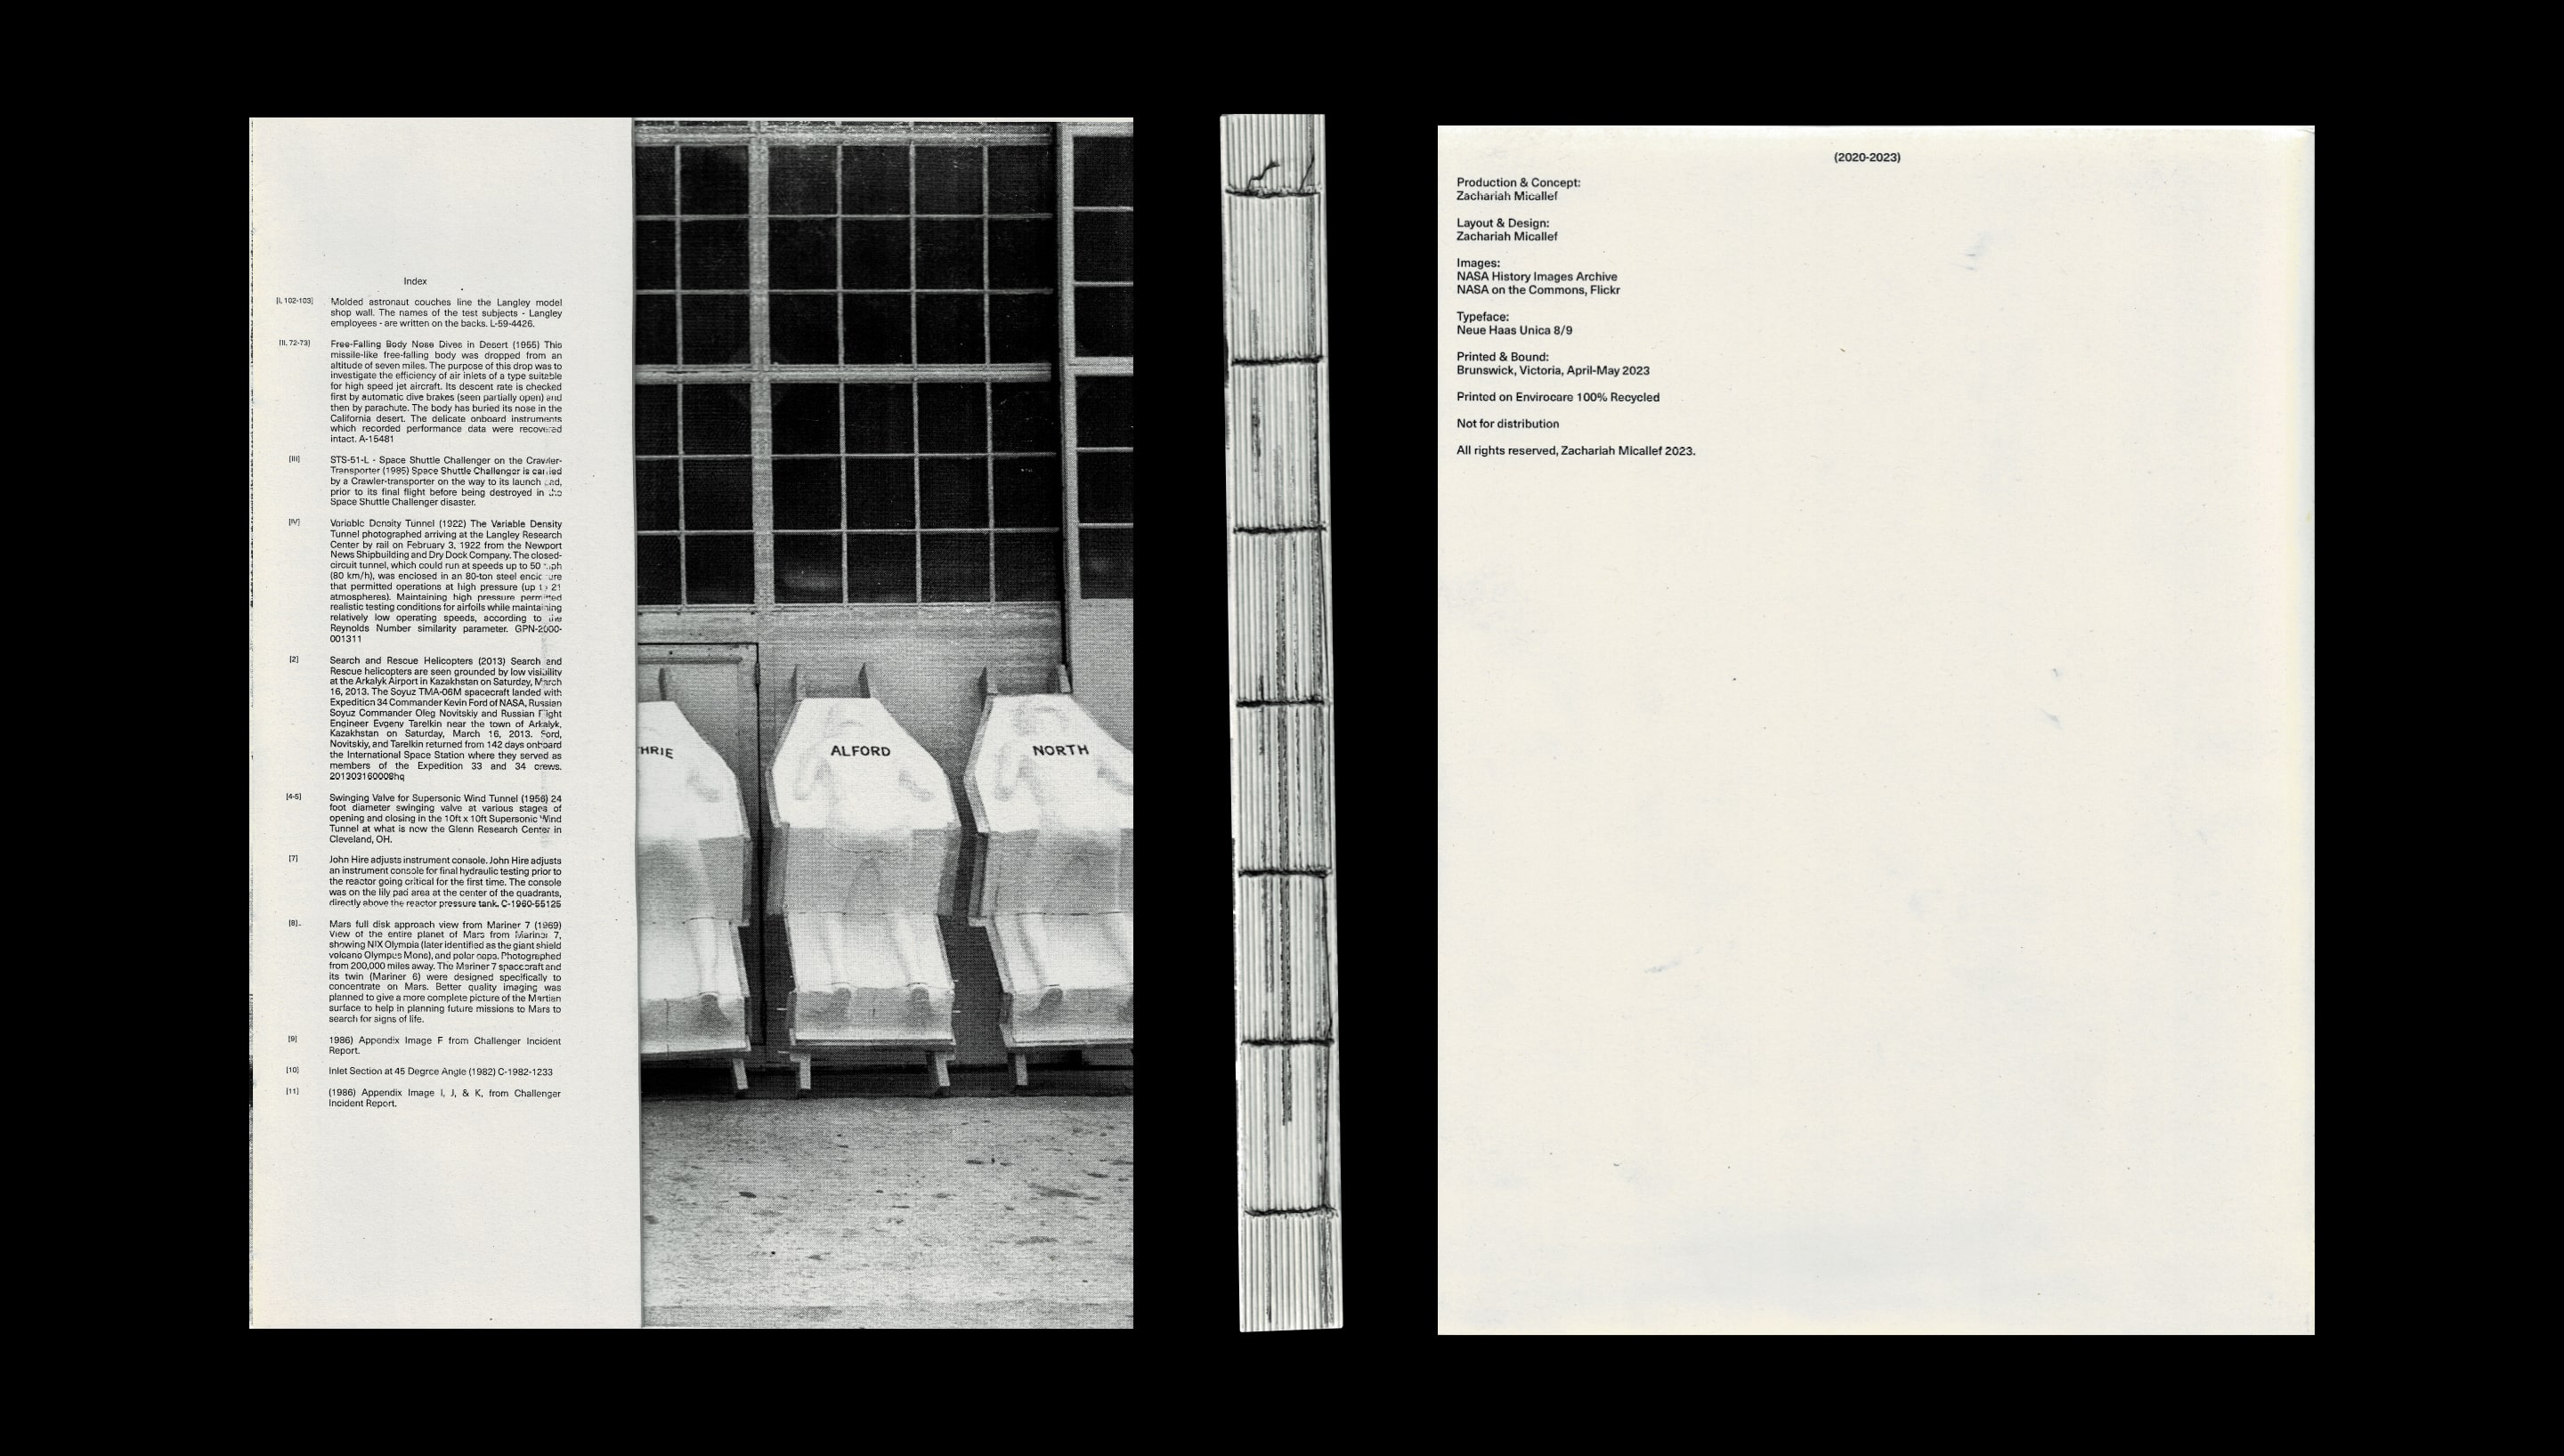 Index
[I, 102-103]
Molded astronaut couches line the Langley model
shop wall. The names of the test subjects - Langley
employees - are written on the backs. L-59-4426.
[II, 72-73]
Free-Falling Body Nose Dives in Desert (1955) This
missile-like free-falling body was dropped from an
altitude of seven miles. The purpose of this drop was to
investigate the efficiency of air inlets of a type suitable
for high speed jet aircraft. Its descent rate is checked
first by automatic dive brakes (seen partially open) and
then by parachute. The body has buried its nose in the
California desert. The delicate onboard instruments
which recorded performance data were recovered
intact. A-15481
[III]
STS-51-L - Space Shuttle Challenger on the Crawler-
Transporter (1985) Space Shuttle Challenger is carried
by a Crawler-transporter on the way to its launch pad,
prior to its final flight before being destroyed in the
Space Shuttle Challenger disaster.
[IV]
Variable Density Tunnel (1922) The Variable Density
Tunnel photographed arriving at the Langley Research
Center by rail on February 3, 1922 from the Newport
News Shipbuilding and Dry Dock Company. The closed-
circuit tunnel, which could run at speeds up to 50 mph
(80 km/h), was enclosed in an 80-ton steel enclosure
that permitted operations at high pressure (up to 21
atmospheres). Maintaining high pressure permitted
realistic testing conditions for airfoils while maintaining
relatively low operating speeds, according to the
Reynolds Number similarity parameter. GPN-2000-
001311
[2]
Search and Rescue Helicopters (2013) Search and
Rescue helicopters are seen grounded by low visibility
at the Arkalyk Airport in Kazakhstan on Saturday, March
16, 2013. The Soyuz TMA-06M spacecraft landed with
Expedition 34 Commander Kevin Ford of NASA, Russian
Soyuz Commander Oleg Novitskiy and Russian Flight
Engineer Evgeny Tarelkin near the town of Arkalyk,
Kazakhstan on Saturday, March 16, 2013. Ford,
Novitskiy, and Tarelkin returned from 142 days onboard
the International Space Station where they served as
members of the Expedition 33 and 34 crews.
201303160008hq
[4-5]
Swinging Valve for Supersonic Wind Tunnel (1956) 24
foot diameter swinging valve at various stages of
opening and closing in the 10ft x 10ft Supersonic Wind
Tunnel at what is now the Glenn Research Center in
Cleveland, OH.
[7]
John Hire adjusts instrument console. John Hire adjusts
an instrument console for final hydraulic testing prior to
the reactor going critical for the first time. The console
was on the lily pad area at the center of the quadrants,
directly above the reactor pressure tank. C-1960-55125
[8]
Mars full disk approach view from Mariner 7 (1969)
View of the entire planet of Mars from Mariner 7,
showing NIX Olympia (later identified as the giant shield
volcano Olympus Mons), and polar caps. Photographed
from 200,000 miles away. The Mariner 7 spacecraft and
its twin (Mariner 6) were designed specifically to
concentrate on Mars. Better quality imaging was
planned to give a more complete picture of the Martian
surface to help in planning future missions to Mars to
search for signs of life.
[9]
1986) Appendix Image F from Challenger Incident
Report.
[10]
Inlet Section at 45 Degree Angle (1982) C-1982-1233
[11]
(1986) Appendix Image I, J, & K, from Challenger
Incident Report.
HRIE
ALFORD
NORTH
(2020-2023)
Production & Concept:
Zachariah Micallef
Layout & Design:
Zachariah Micallef
Images:
NASA History Images Archive
NASA on the Commons, Flickr
Typeface:
Neue Haas Unica 8/9
Printed & Bound:
Brunswick, Victoria, April-May 2023
Printed on Envirocare 100% Recycled
Not for distribution
All rights reserved, Zachariah Micallef 2023.